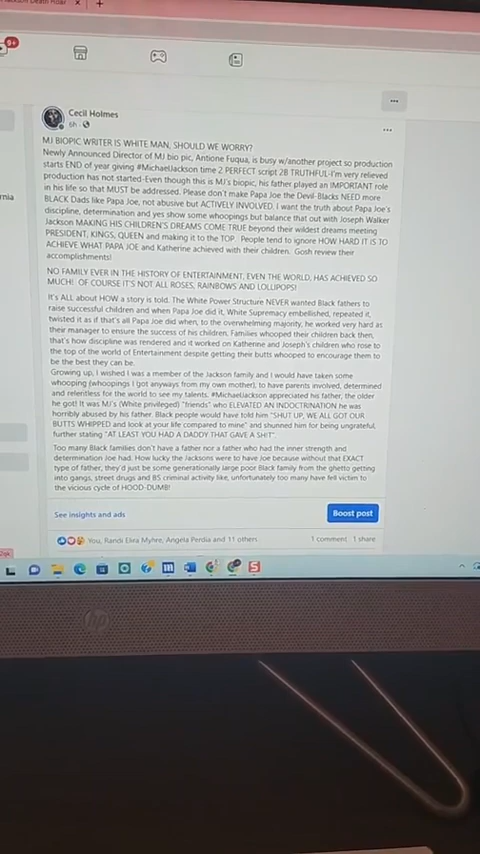 9+
Cecil Holmes
6h
MJ BIOPIC WRITER IS WHITE MAN, SHOULD WE WORRY?
Newly Announced Director of MJ bio pic, Antione Fuqua, is busy w/another project so production
starts END of year giving #MichaelJackson time 2 PERFECT script 2B TRUTHFUL-I'm very relieved
production has not started-Even though this is MJ's biopic, his father played an IMPORTANT role
in his life so that MUST be addressed. Please don't make Papa Joe the Devil-Blacks NEED more
BLACK Dads like Papa Joe, not abusive but ACTIVELY INVOLVED. I want the truth about Papa Joe's
discipline, determination and yes show some whoopings but balance that out with Joseph Walter
Jackson MAKING HIS CHILDREN'S DREAMS COME TRUE beyond their wildest dreams meeting
PRESIDENT, KINGS, QUEEN and making it to the TOP. People tend to ignore HOW HARD IT IS TO
ACHIEVE WHAT PAPA JOE and Katherine achieved with their children. Gosh review their
accomplishments!
NO FAMILY EVER IN THE HISTORY OF ENTERTAINMENT, EVEN THE WORLD, HAS ACHIEVED SO
MUCH! OF COURSE IT'S NOT ALL ROSES, RAINBOWS AND LOLLIPOPS!
It's ALL about HOW a story is told. The White Power Structure NEVER wanted Black fathers to
raise successful children and when Papa Joe did it, White Supremacy embellished, repeated it,
twisted it as if that's all Papa Joe did when, to the overwhelming majority, he worked very hard as
their manager to ensure the success of his children. Families whooped their children back then,
that's how discipline was rendered and it worked on Katherine and Joseph's children who rose to
the top of the world of Entertainment despite getting their butts whooped to encourage them to
be the best they can be.
Growing up, I wished I was a member of the Jackson family and I would have taken some
whooping (whoopings I got anyways from my own mother), to have parents involved, determined
and relentless for the world to see my talents. #MichaelJackson appreciated his father, the older
he got! It was MJ's (White privileged) "friends" who ELEVATED AN INDOCTRINATION he was
horribly abused by his father. Black people would have told him "SHUT UP, WE ALL GOT OUR
BUTTS WHIPPED and look at your life compared to mine" and shunned him for being ungrateful,
further stating "AT LEAST YOU HAD A DADDY THAT GAVE A SH!T".
Too many Black families don't have a father nor a father who had the inner strength and
determination Joe had. How lucky the Jacksons were to have Joe because without that EXACT
type of father, they'd just be some generationally large poor Black family from the ghetto getting
into gangs, street drugs and BS criminal activity like, unfortunately too many have fell victim to
the vicious cycle of HOOD-DUMB!
See insights and ads
Boost post
You, Randi Elira Myhre, Angela Perdia and 11 others
1 comment 1 share
hp